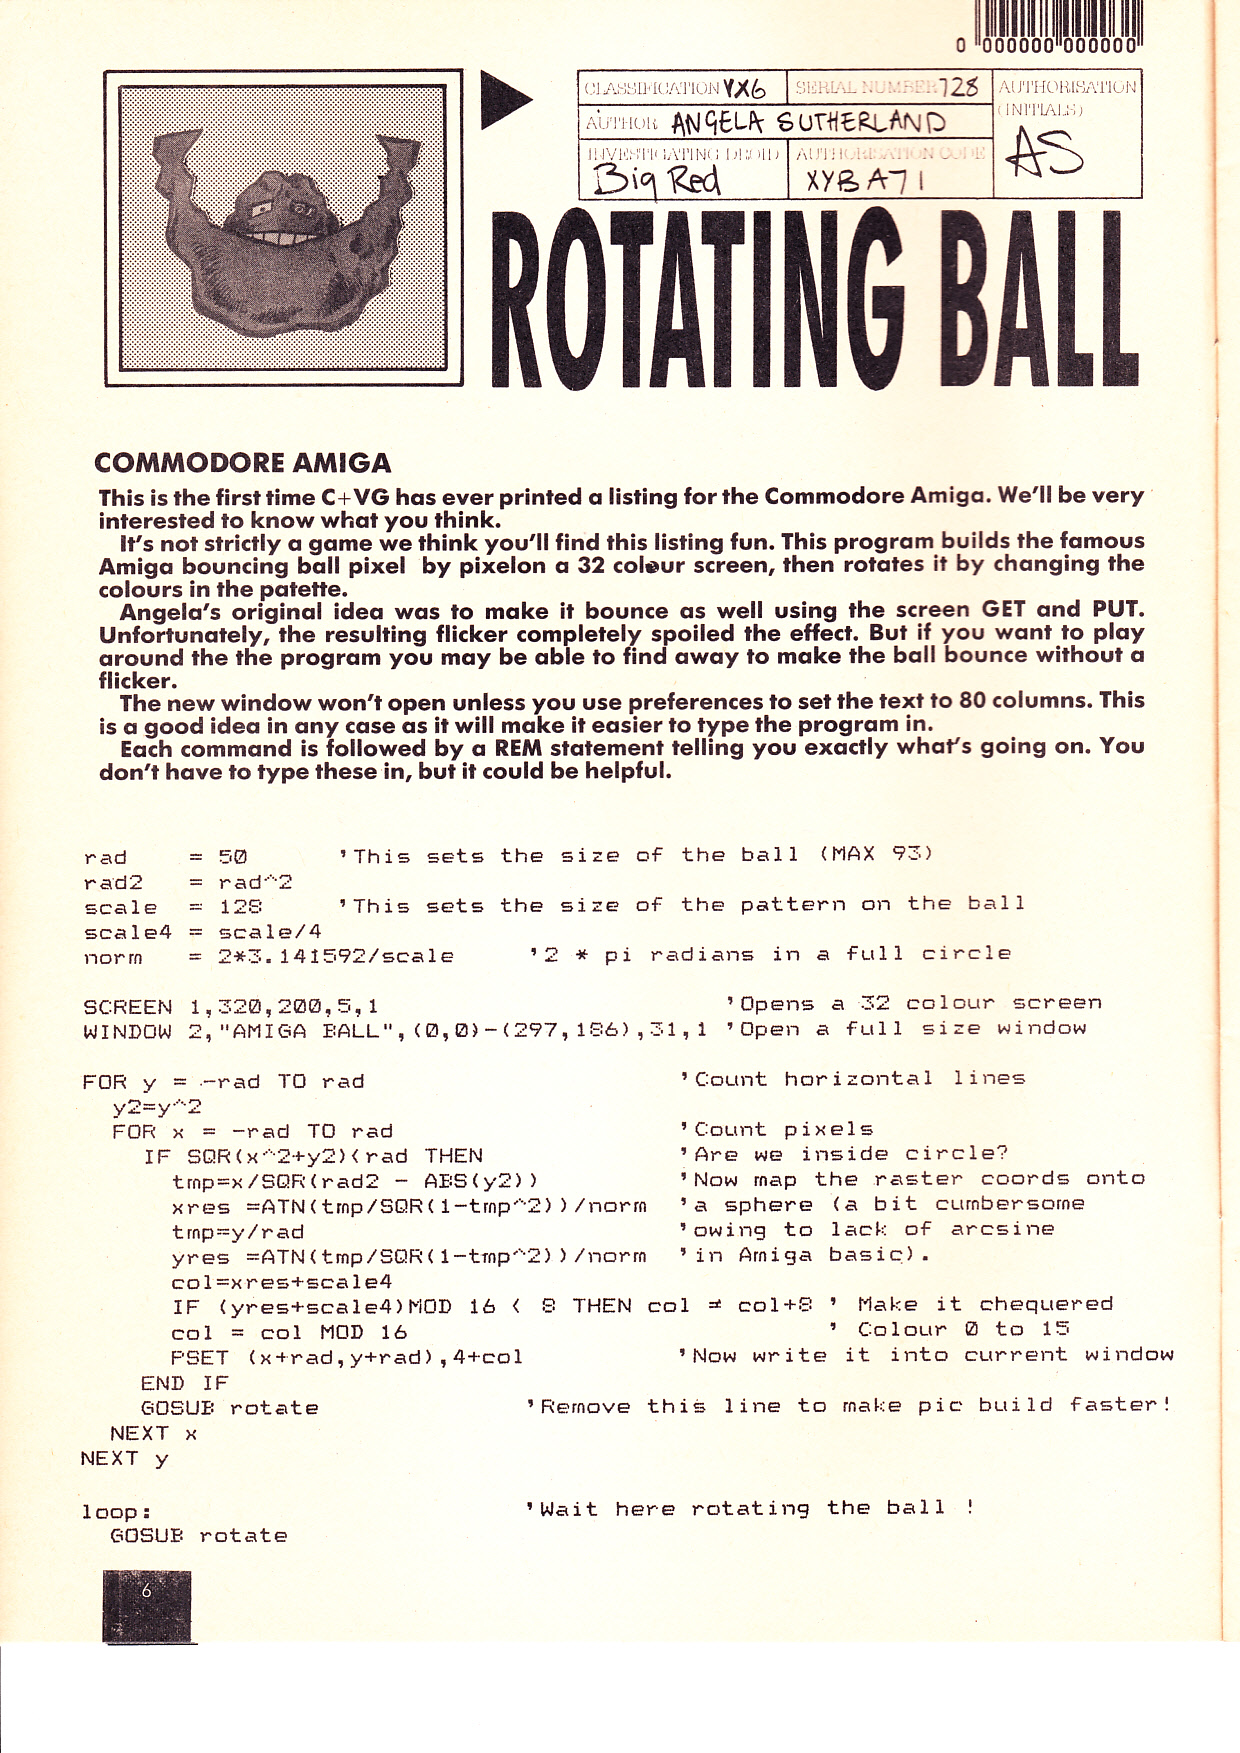 0 000000 000000
CLASSIFICATION VX6 SERIAL NUMBER 728 AUTHORISATION
(INITIALS)
AUTHOR ANGELA SUTHERLAND
AS
INVESTIGATING DROID AUTHORISATION CODE
Big Red XYBA71
ROTATING BALL
COMMODORE AMIGA
This is the first time C+VG has ever printed a listing for the Commodore Amiga. We'll be very
interested to know what you think.
It's not strictly a game we think you'll find this listing fun. This program builds the famous
Amiga bouncing ball pixel by pixelon a 32 colour screen, then rotates it by changing the
colours in the patette.
Angela's original idea was to make it bounce as well using the screen GET and PUT.
Unfortunately, the resulting flicker completely spoiled the effect. But if you want to play
around the the program you may be able to find away to make the ball bounce without a
flicker.
The new window won't open unless you use preferences to set the text to 80 columns. This
is a good idea in any case as it will make it easier to type the program in.
Each command is followed by a REM statement telling you exactly what's going on. You
don't have to type these in, but it could be helpful.
rad = 50 'This sets the size of the ball (MAX 93)
rad2 = rad^2
scale = 128 'This sets the size of the pattern on the ball
scale4 = scale/4
norm = 2*3.141592/scale '2 * pi radians in a full circle
SCREEN 1,320,200,5,1 'Opens a 32 colour screen
WINDOW 2,"AMIGA BALL",(0,0)-(297,186),31,1 'Open a full size window
FOR y = -rad TO rad 'Count horizontal lines
y2=y^2
FOR x = -rad TO rad 'Count pixels
IF SQR(x^2+y2)<rad THEN 'Are we inside circle?
tmp=x/SQR(rad2 - ABS(y2)) 'Now map the raster coords onto
xres =ATN(tmp/SQR(1-tmp^2))/norm 'a sphere (a bit cumbersome
tmp=y/rad 'owing to lack of arcsine
yres =ATN(tmp/SQR(1-tmp^2))/norm 'in Amiga basic).
col=xres+scale4
IF (yres+scale4)MOD 16 < 8 THEN col = col+8 ' Make it chequered
col = col MOD 16 ' Colour 0 to 15
PSET (x+rad,y+rad),4+col 'Now write it into current window
END IF
GOSUB rotate 'Remove this line to make pic build faster!
NEXT x
NEXT y
loop: 'Wait here rotating the ball !
GOSUB rotate
6